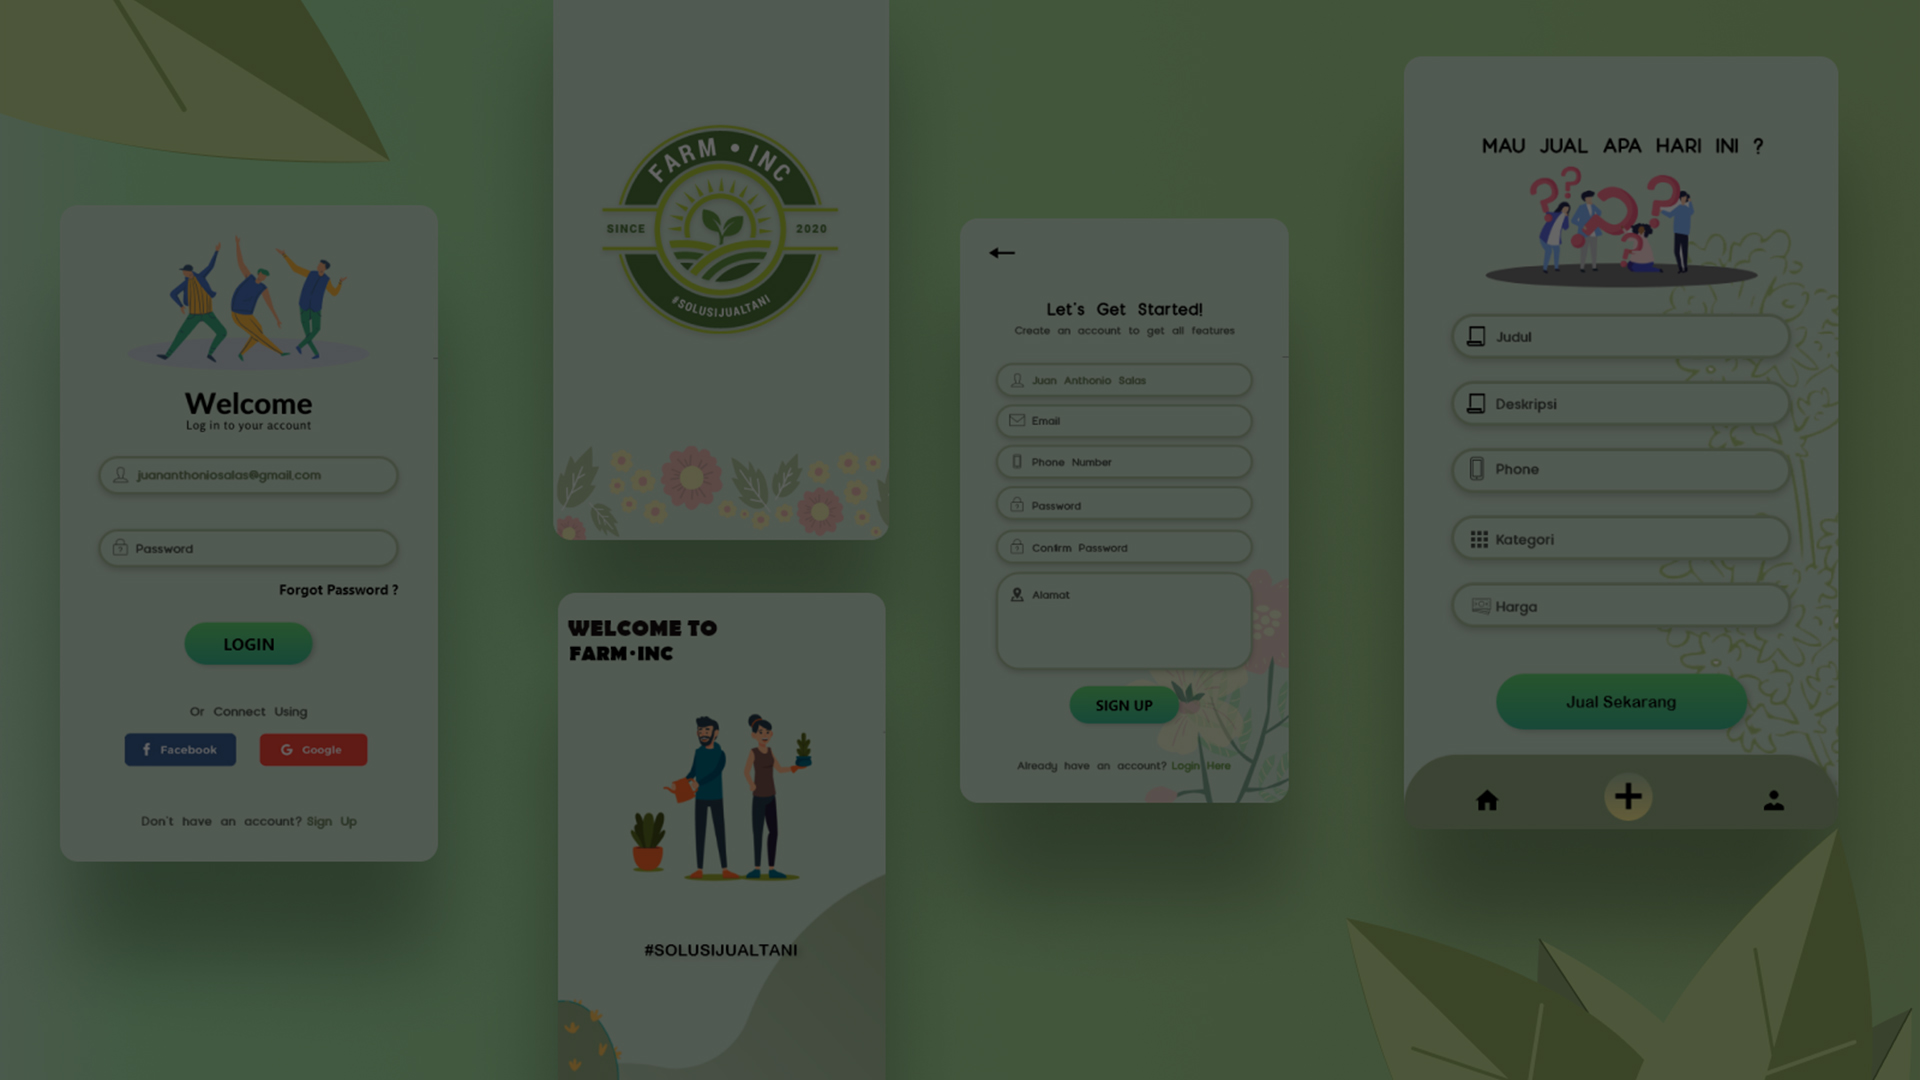 Welcome
Log in to your account
juananthoniosalas@gmail.com
Password
Forgot Password ?
LOGIN
Or Connect Using
Facebook
Google
Don't have an account? Sign Up
FARM • INC
SINCE
2020
#SOLUSIJUALTANI
WELCOME TO
FARM•INC
#SOLUSIJUALTANI
Let's Get Started!
Create an account to get all features
Juan Anthonio Salas
Email
Phone Number
Password
Confirm Password
Alamat
SIGN UP
Already have an account? Login Here
MAU JUAL APA HARI INI ?
Judul
Deskripsi
Phone
Kategori
Harga
Jual Sekarang